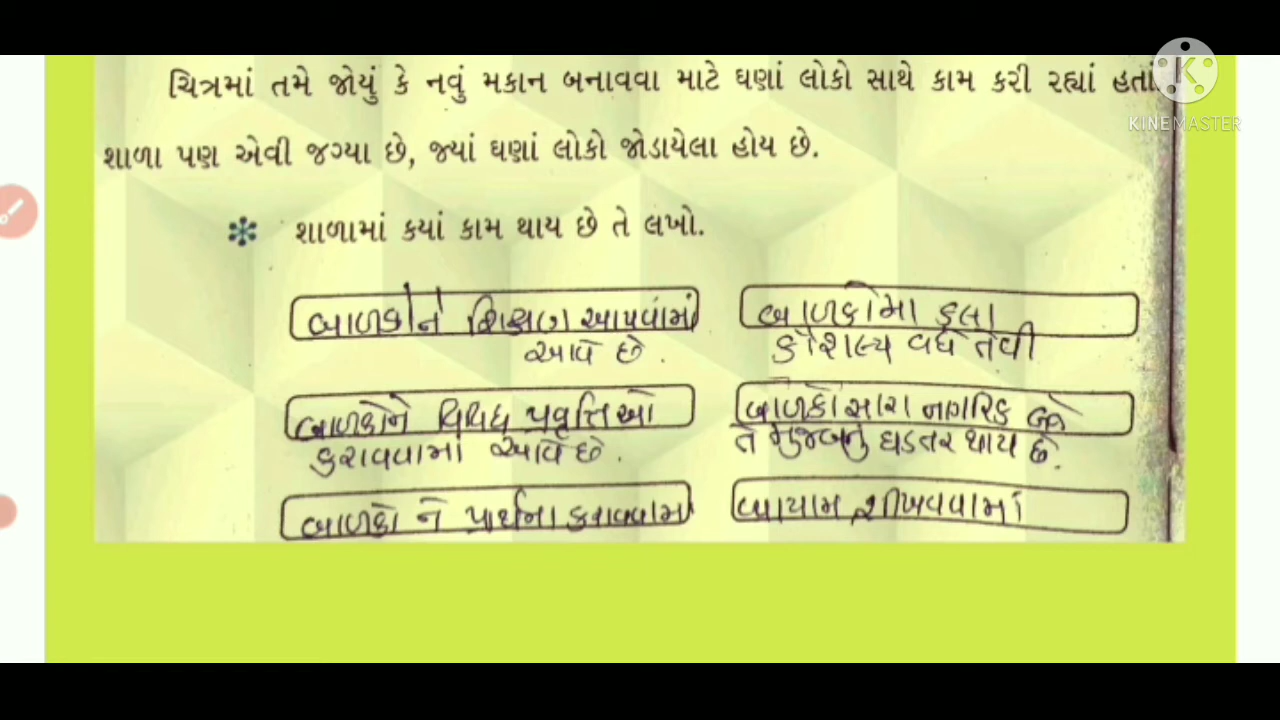 ચિત્રમાં તમે જોયું કે નવું મકાન બનાવવા માટે ઘણાં લોકો સાથે કામ કરી રહ્યાં હતાં.
KINEMASTER
શાળા પણ એવી જગ્યા છે, જ્યાં ઘણાં લોકો જોડાયેલા હોય છે.
શાળામાં કયાં કામ થાય છે તે લખો.
બાળકોને શિક્ષણ આપવામાં
આવે છે.
બાળકોમા કલા
કૌશલ્ય વધે તેવી
બાળકોને વિવિધ પ્રવૃત્તિઓ
કરાવવામાં આવે છે.
બાળકો સારા નાગરિક બને
તે મુજબનું ઘડતર થાય છે.
બાળકો ને પ્રાર્થના કરાવવામાં
શીખવવામાં